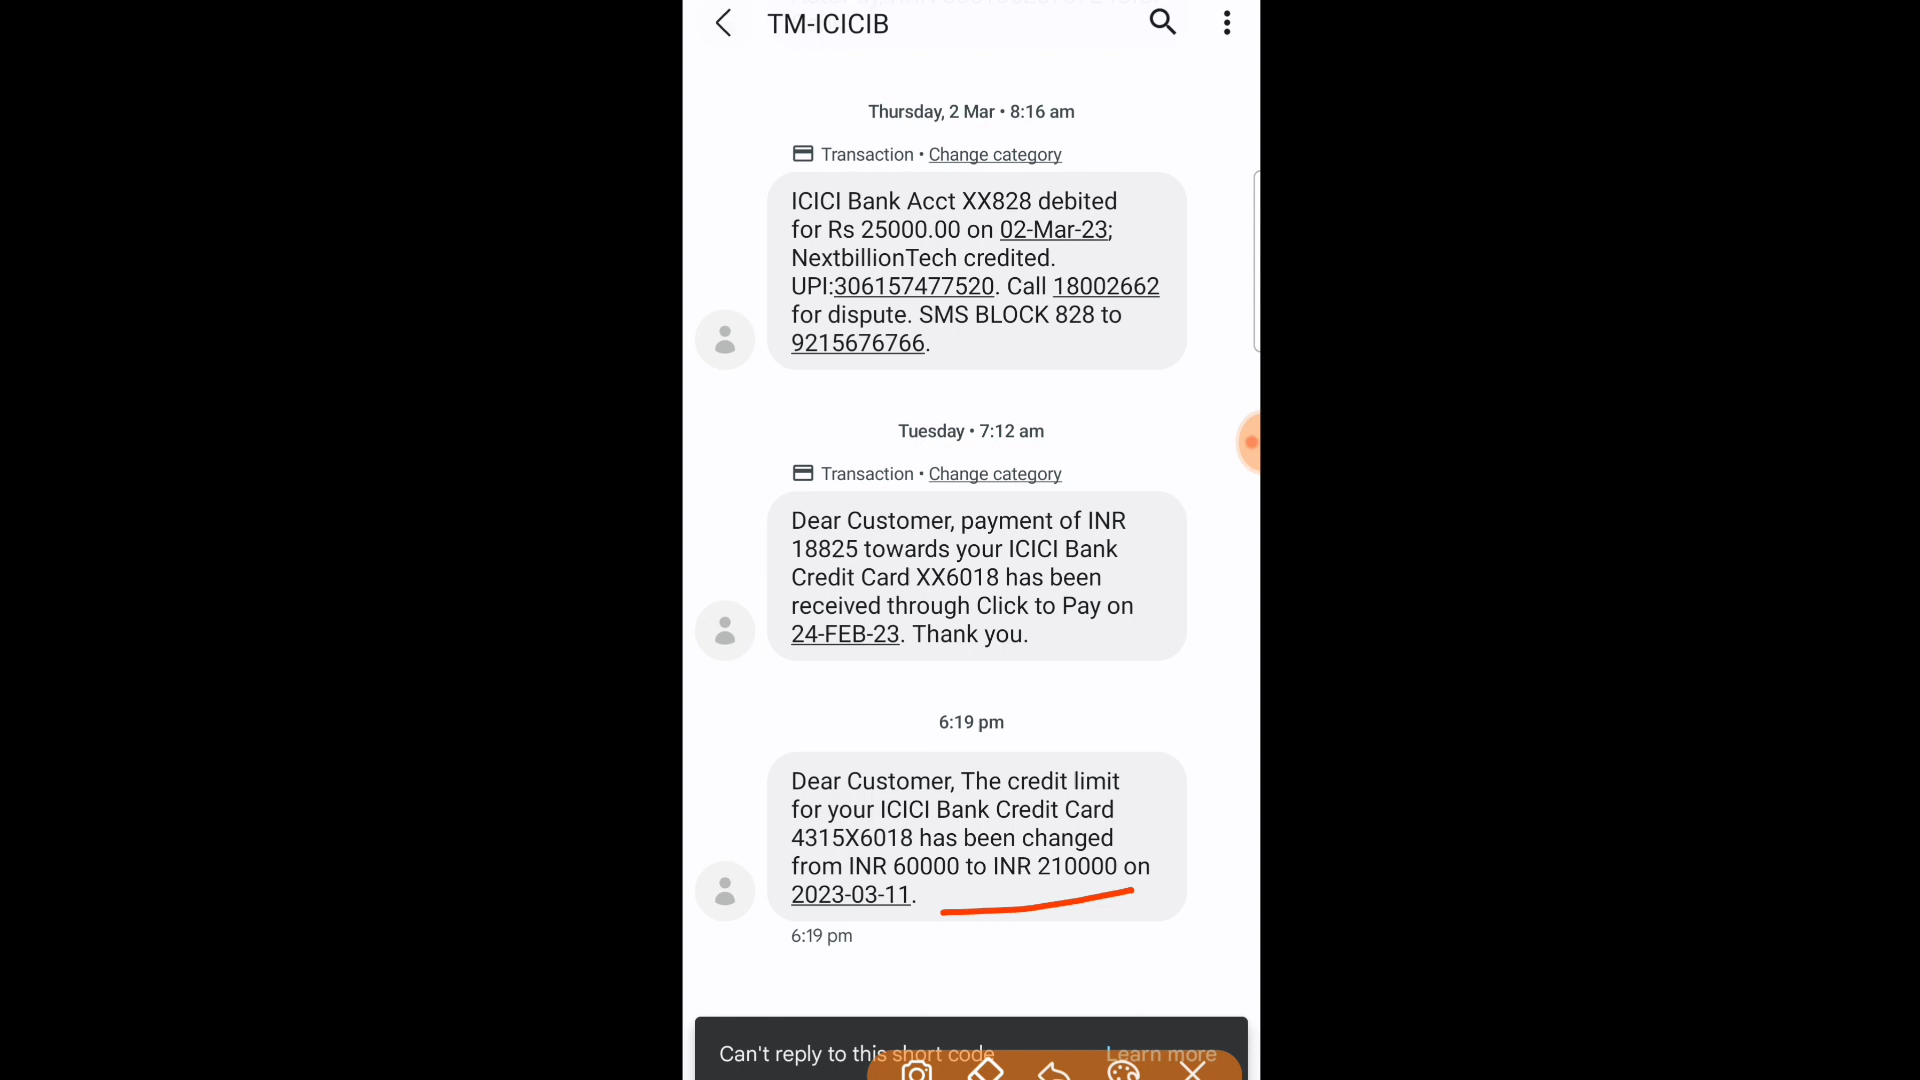 TM-ICICIB
Thursday, 2 Mar • 8:16 am
Transaction • Change category
ICICI Bank Acct XX828 debited
for Rs 25000.00 on 02-Mar-23;
NextbillionTech credited.
UPI:306157477520. Call 18002662
for dispute. SMS BLOCK 828 to
9215676766.
Tuesday • 7:12 am
Transaction • Change category
Dear Customer, payment of INR
18825 towards your ICICI Bank
Credit Card XX6018 has been
received through Click to Pay on
24-FEB-23. Thank you.
6:19 pm
Dear Customer, The credit limit
for your ICICI Bank Credit Card
4315X6018 has been changed
from INR 60000 to INR 210000 on
2023-03-11.
6:19 pm
Can't reply to this short code Learn more